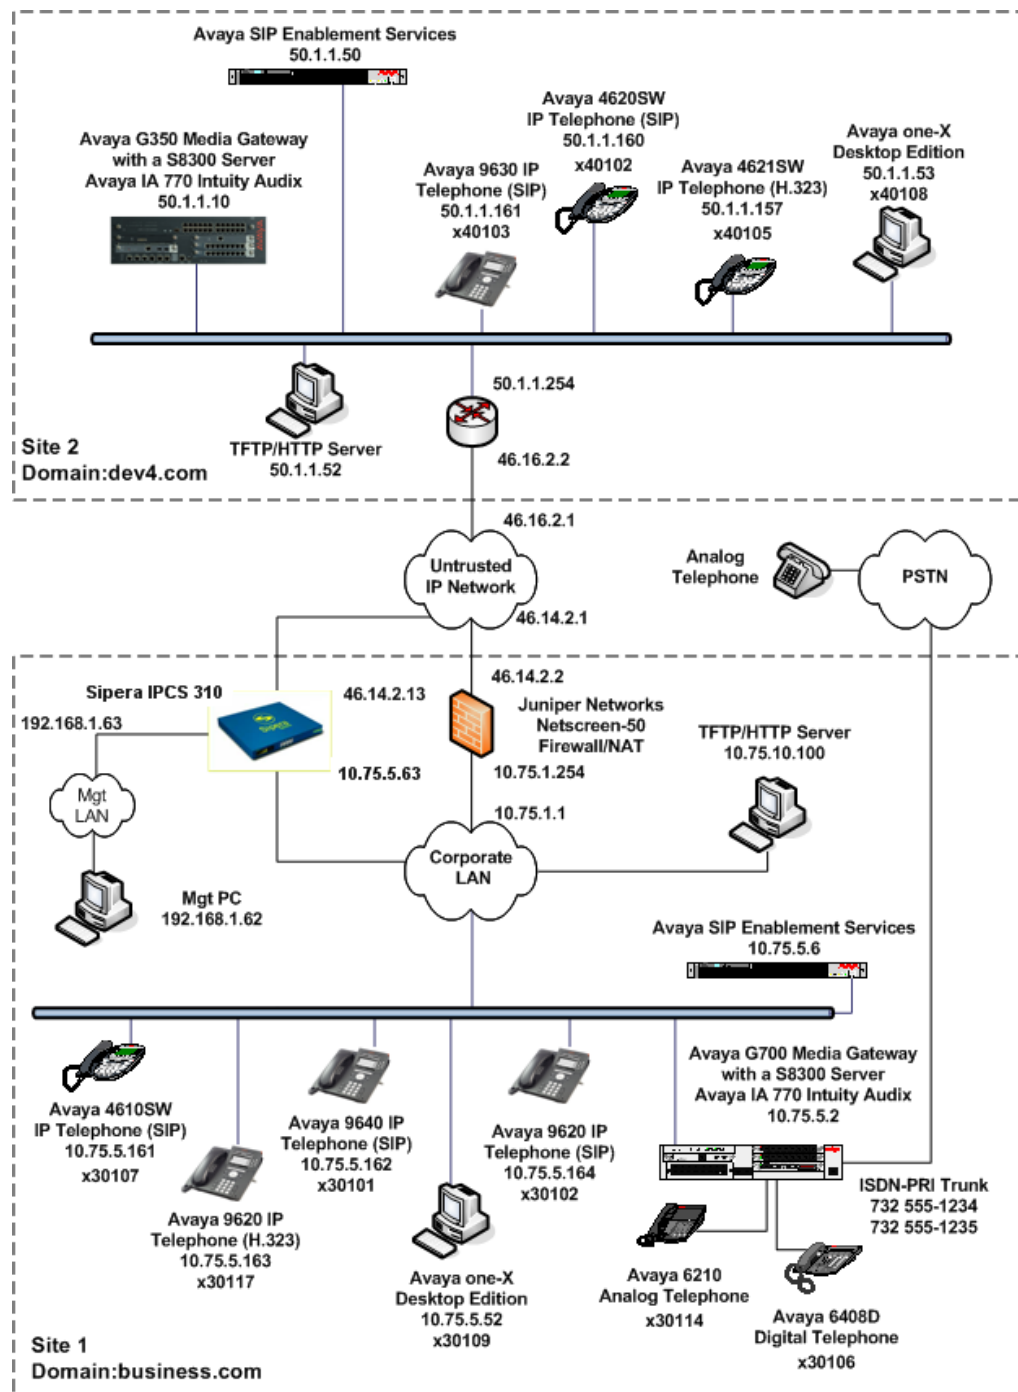 Avaya SIP Enablement Services
50.1.1.50
Avaya G350 Media Gateway
with a S8300 Server
Avaya IA 770 Intuity Audix
50.1.1.10
Avaya 9630 IP
Telephone (SIP)
50.1.1.161
x40103
Avaya 4620SW
IP Telephone (SIP)
50.1.1.160
x40102
Avaya 4621SW
IP Telephone (H.323)
50.1.1.157
x40105
Avaya one-X
Desktop Edition
50.1.1.53
x40108
TFTP/HTTP Server
50.1.1.52
50.1.1.254
46.16.2.2
Site 2
Domain:dev4.com
46.16.2.1
Untrusted
IP Network
46.14.2.1
Analog
Telephone
PSTN
Sipera IPCS 310
192.168.1.63
46.14.2.13
Sipera
10.75.5.63
46.14.2.2
Juniper Networks
Netscreen-50
Firewall/NAT
10.75.1.254
10.75.1.1
TFTP/HTTP Server
10.75.10.100
Mgt
LAN
Mgt PC
192.168.1.62
Corporate
LAN
Avaya SIP Enablement Services
10.75.5.6
Avaya 4610SW
IP Telephone (SIP)
10.75.5.161
x30107
Avaya 9620 IP
Telephone (H.323)
10.75.5.163
x30117
Avaya 9640 IP
Telephone (SIP)
10.75.5.162
x30101
Avaya one-X
Desktop Edition
10.75.5.52
x30109
Avaya 9620 IP
Telephone (SIP)
10.75.5.164
x30102
Avaya G700 Media Gateway
with a S8300 Server
Avaya IA 770 Intuity Audix
10.75.5.2
ISDN-PRI Trunk
732 555-1234
732 555-1235
Avaya 6210
Analog Telephone
x30114
Avaya 6408D
Digital Telephone
x30106
Site 1
Domain:business.com